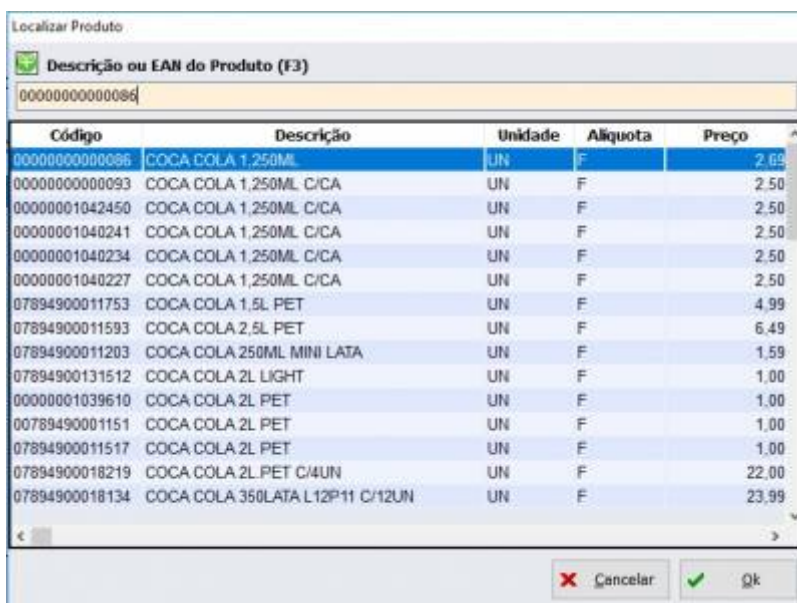 Localizar Produto
Descrição ou EAN do Produto (F3)
00000000000086
Código Descrição Unidade Alíquota Preço
00000000000086 COCA COLA 1,250ML UN F 2,69
00000000000093 COCA COLA 1,250ML C/CA UN F 2,50
00000001042450 COCA COLA 1,250ML C/CA UN F 2,50
00000001040241 COCA COLA 1,250ML C/CA UN F 2,50
00000001040234 COCA COLA 1,250ML C/CA UN F 2,50
00000001040227 COCA COLA 1,250ML C/CA UN F 2,50
07894900011753 COCA COLA 1,5L PET UN F 4,99
07894900011593 COCA COLA 2,5L PET UN F 6,49
07894900011203 COCA COLA 250ML MINI LATA UN F 1,59
07894900131512 COCA COLA 2L LIGHT UN F 1,00
00000001039610 COCA COLA 2L PET UN F 1,00
00789490001151 COCA COLA 2L PET UN F 1,00
07894900011517 COCA COLA 2L PET UN F 1,00
07894900018219 COCA COLA 2L.PET C/4UN UN F 22,00
07894900018134 COCA COLA 350LATA L12P11 C/12UN UN F 23,99
Cancelar Ok